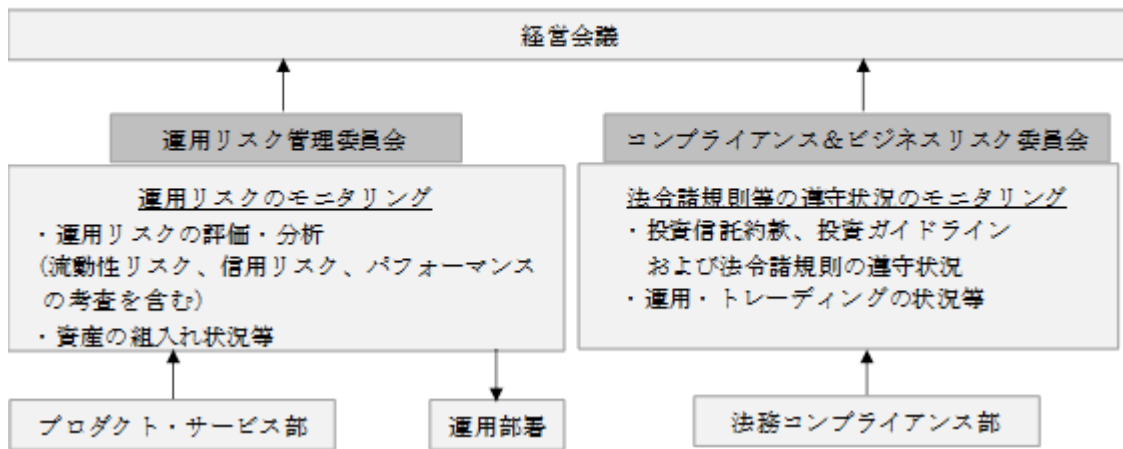 経営会議
運用リスク管理委員会
運用リスクのモニタリング
・運用リスクの評価・分析
(流動性リスク、信用リスク、パフォーマンス
の考査を含む)
・資産の組入れ状況等
コンプライアンス&ビジネスリスク委員会
法令諸規則等の遵守状況のモニタリング
・投資信託約款、投資ガイドライン
および法令諸規則の遵守状況
・運用・トレーディングの状況等
プロダクト・サービス部
運用部署
法務コンプライアンス部